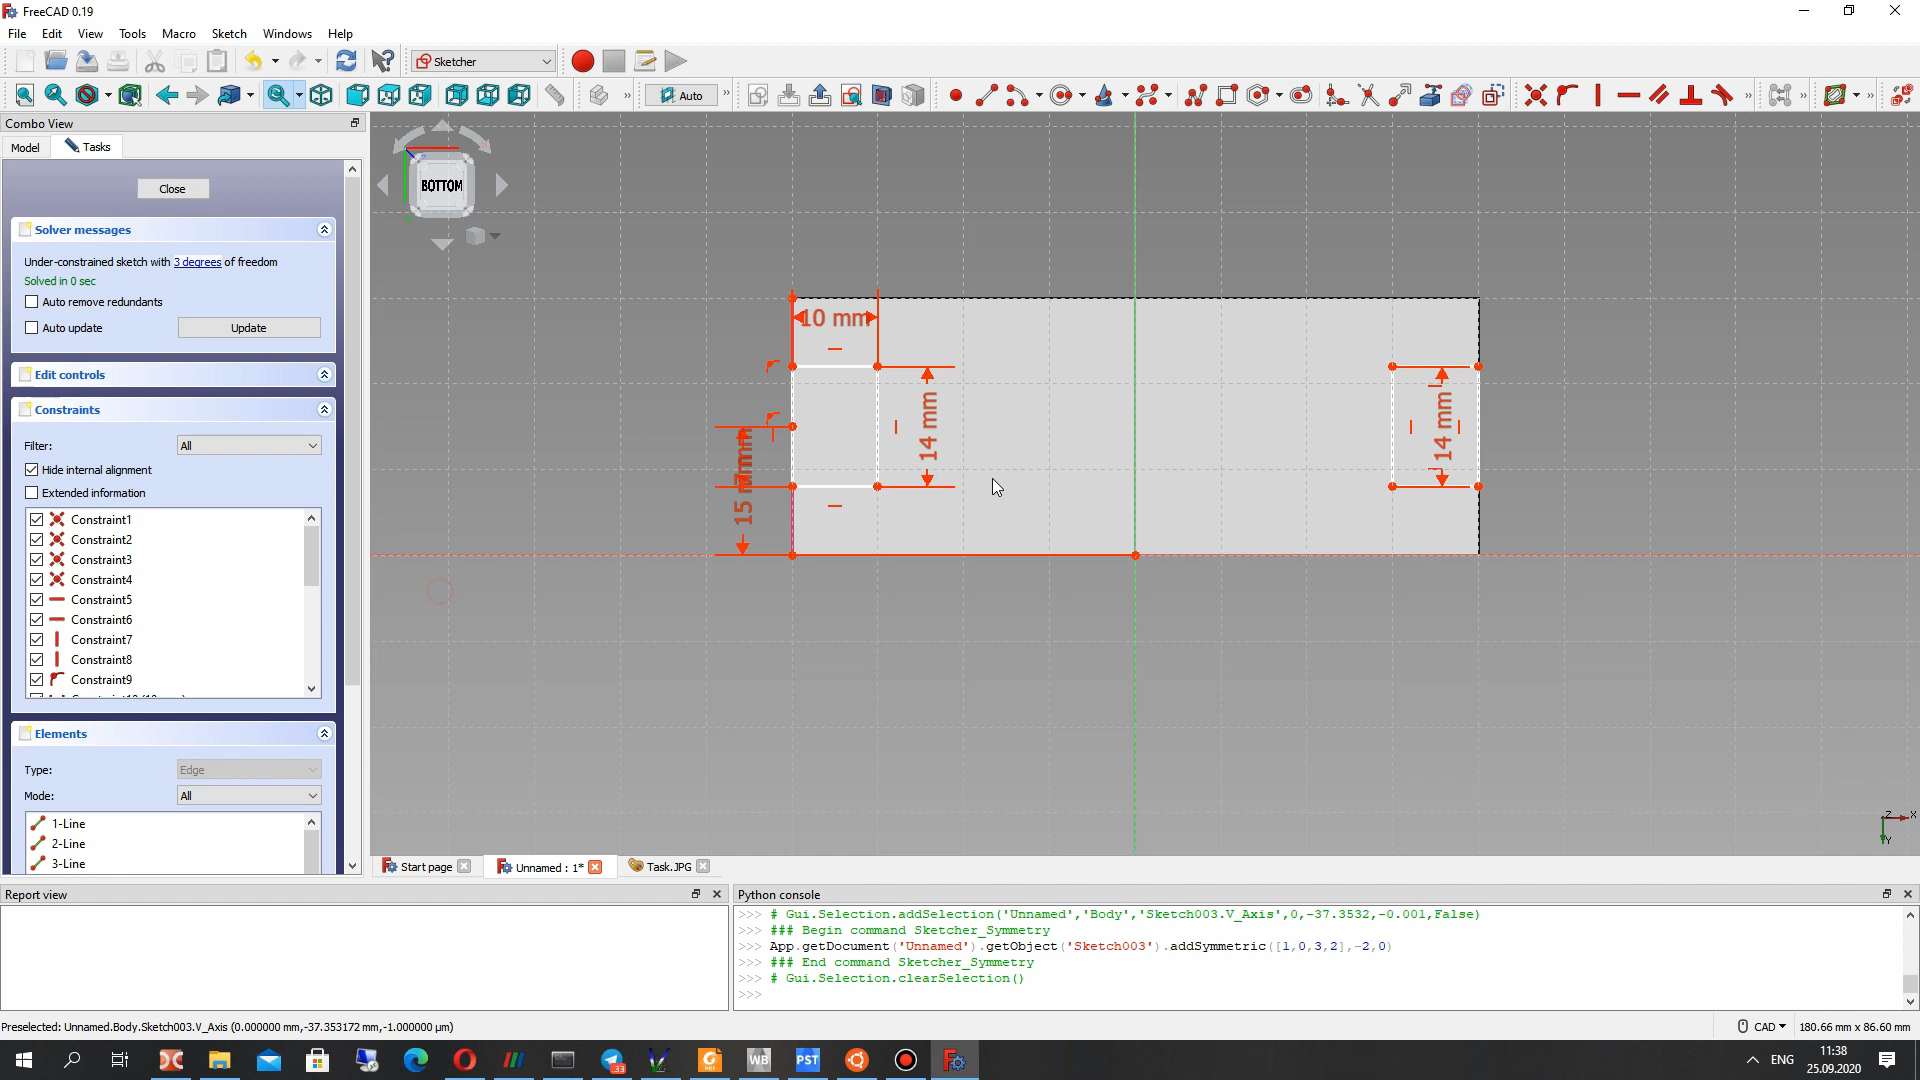 FreeCAD 0.19
File Edit View Tools Macro Sketch Windows Help
Sketcher
Auto
Combo View
Model Tasks
Close
Solver messages
Under-constrained sketch with 3 degrees of freedom
Solved in 0 sec
Auto remove redundants
Auto update Update
Edit controls
Constraints
Filter: All
Hide internal alignment
Extended information
Constraint1
Constraint2
Constraint3
Constraint4
Constraint5
Constraint6
Constraint7
Constraint8
Constraint9
Elements
Type: Edge
Mode: All
1-Line
2-Line
3-Line
BOTTOM
10 mm
14 mm
14 mm
15 mm
Z X
Y
Start page Unnamed : 1* Task.JPG
Report view
Python console
>>> # Gui.Selection.addSelection('Unnamed','Body','Sketch003.V_Axis',0,-37.3532,-0.001,False)
>>> ### Begin command Sketcher_Symmetry
>>> App.getDocument('Unnamed').getObject('Sketch003').addSymmetric([1,0,3,2],-2,0)
>>> ### End command Sketcher_Symmetry
>>> # Gui.Selection.clearSelection()
>>>
Preselected: Unnamed.Body.Sketch003.V_Axis (0.000000 mm,-37.353172 mm,-1.000000 µm)
CAD 180.66 mm x 86.60 mm
33
WB
PST
ENG
11:38
25.09.2020